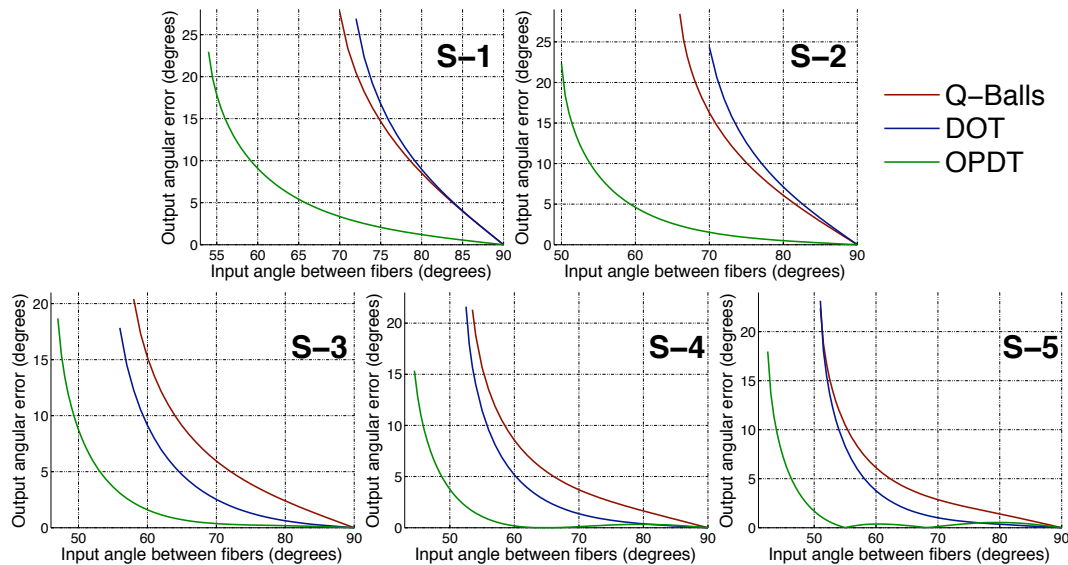 Output angular error (degrees)
25
20
15
10
5
0
55 60 65 70 75 80 85 90
Input angle between fibers (degrees)
S-1
Output angular error (degrees)
25
20
15
10
5
0
50 60 70 80 90
Input angle between fibers (degrees)
S-2
Q-Balls
DOT
OPDT
Output angular error (degrees)
20
15
10
5
0
50 60 70 80 90
Input angle between fibers (degrees)
S-3
Output angular error (degrees)
20
15
10
5
0
50 60 70 80 90
Input angle between fibers (degrees)
S-4
Output angular error (degrees)
20
15
10
5
0
50 60 70 80 90
Input angle between fibers (degrees)
S-5